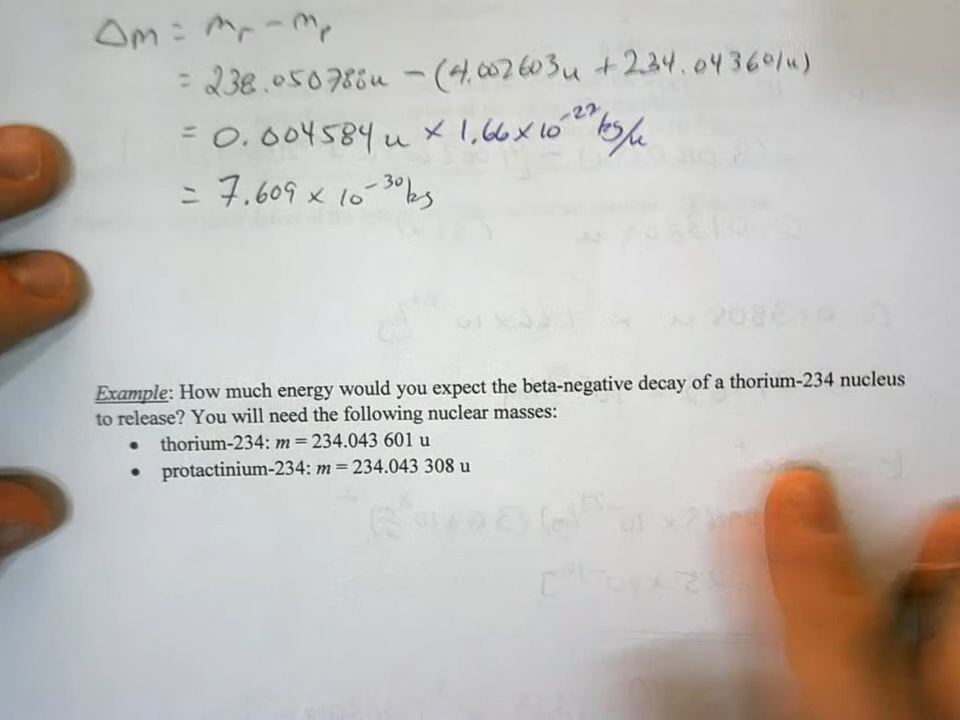 Δm = mr - mp
= 238.050788u - (4.002603u + 234.043601u)
= 0.004584 u × 1.66×10⁻²⁷ kg/u
= 7.609 × 10⁻³⁰ kg
Example: How much energy would you expect the beta-negative decay of a thorium-234 nucleus
to release? You will need the following nuclear masses:
• thorium-234: m = 234.043 601 u
• protactinium-234: m = 234.043 308 u